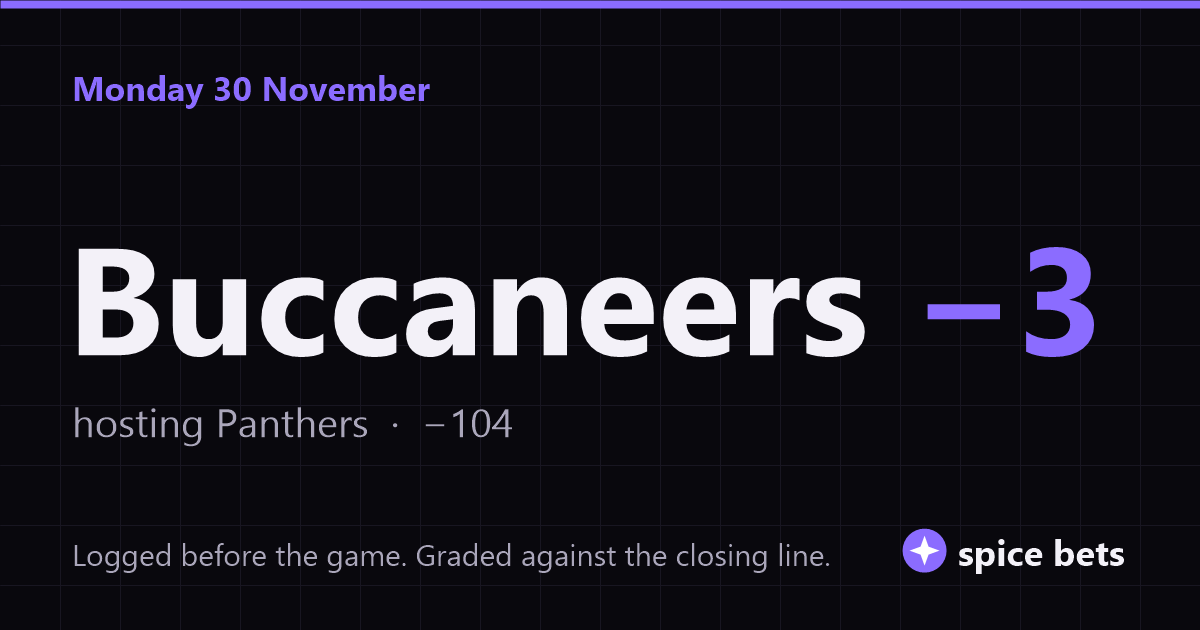 Monday 30 November
Buccaneers −3
hosting Panthers · −104
Logged before the game. Graded against the closing line.
spice bets